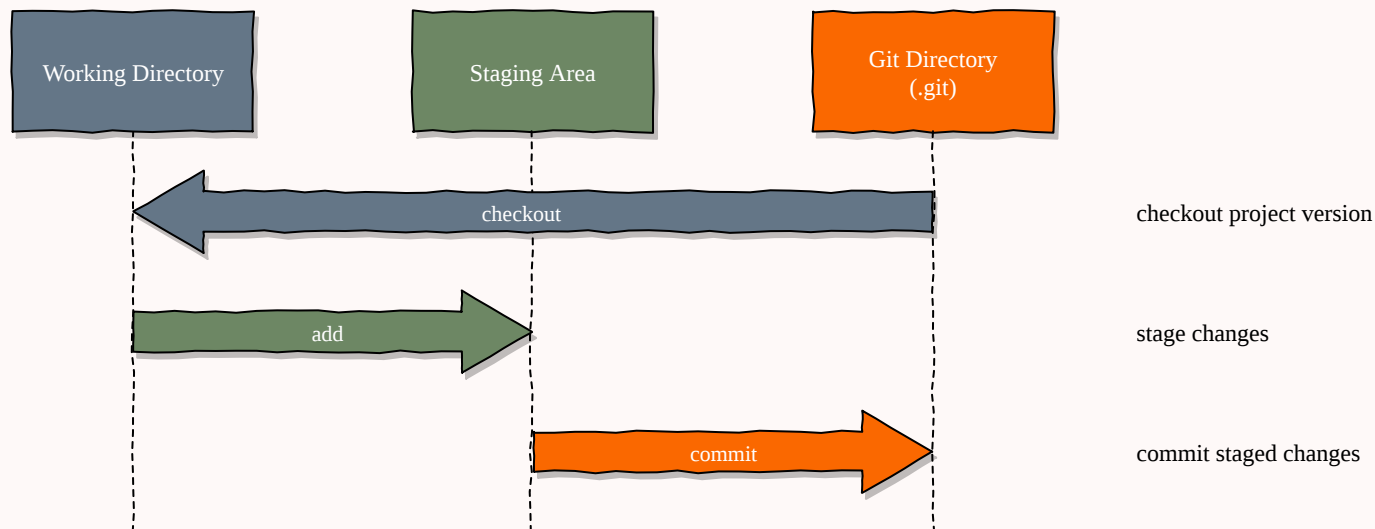 Working Directory
Staging Area
Git Directory
(.git)
checkout
checkout project version
add
stage changes
commit
commit staged changes